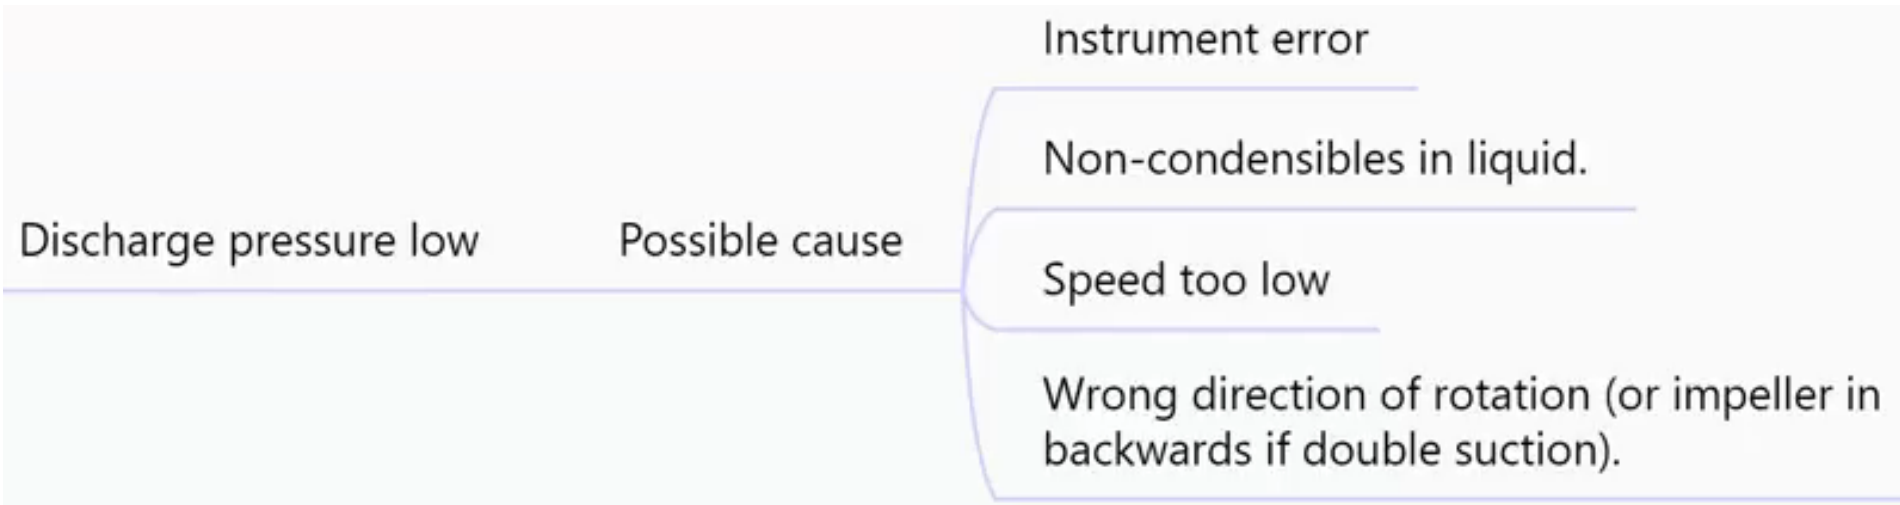 Discharge pressure low
Possible cause
Instrument error
Non-condensibles in liquid.
Speed too low
Wrong direction of rotation (or impeller in
backwards if double suction).